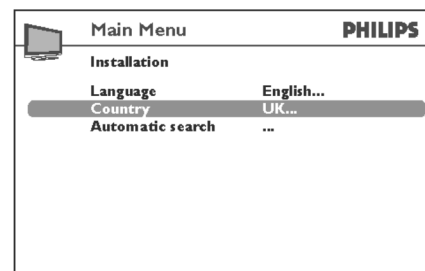 Main Menu PHILIPS
Installation
Language English...
Country UK...
Automatic search ...